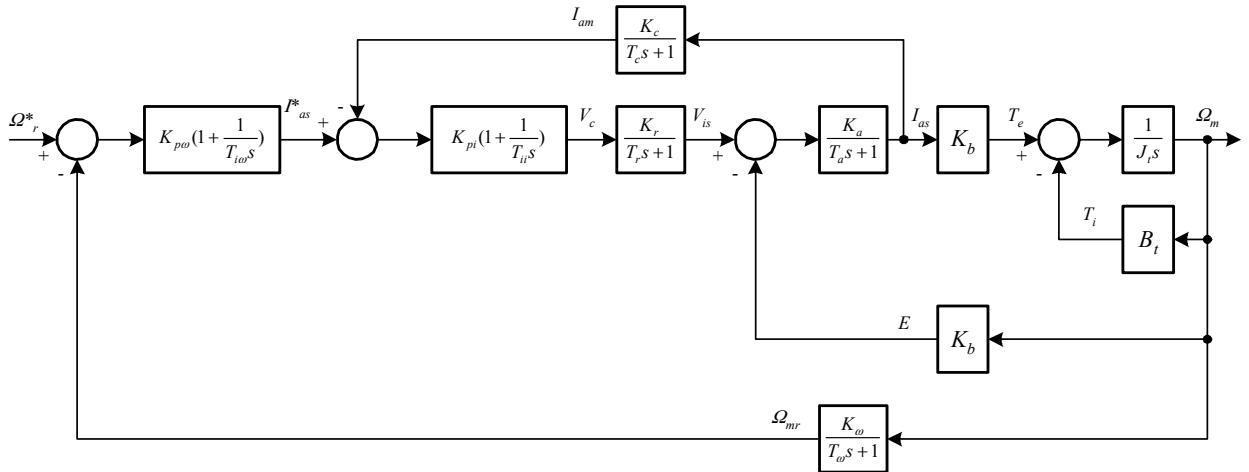 I_am
K_c / (T_c s + 1)
-
Ω*_r
+
-
K_pω(1 + 1 / (T_iω s))
I*_as
+
K_pi(1 + 1 / (T_ii s))
V_c
K_r / (T_r s + 1)
V_is
+
-
K_a / (T_a s + 1)
I_as
K_b
T_e
+
-
1 / (J_t s)
Ω_m
T_i
B_t
E
K_b
Ω_mr
K_ω / (T_ω s + 1)